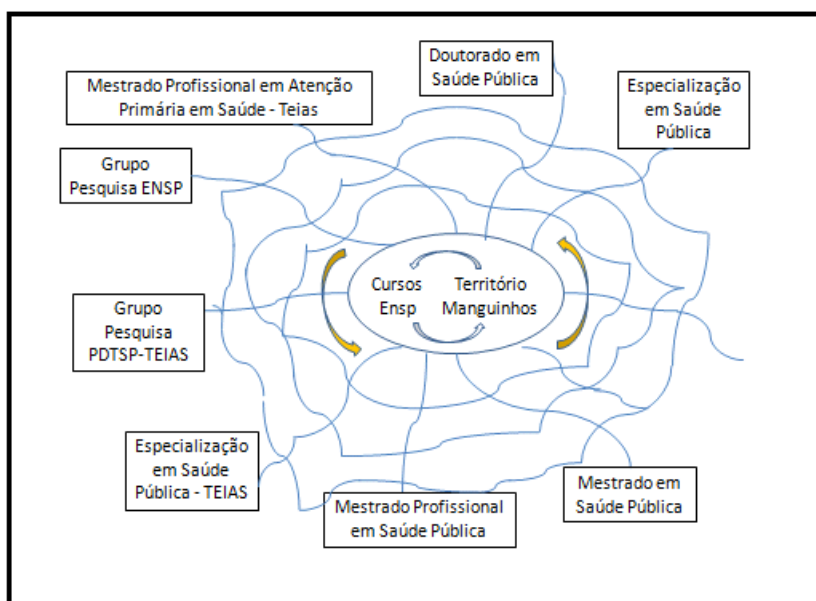 Doutorado em
Saúde Pública
Mestrado Profissional em Atenção
Primária em Saúde - Teias
Especialização
em Saúde
Pública
Grupo
Pesquisa ENSP
Cursos
Ensp
Território
Manguinhos
Grupo
Pesquisa
PDTSP-TEIAS
Especialização
em Saúde
Pública - TEIAS
Mestrado Profissional
em Saúde Pública
Mestrado em
Saúde Pública